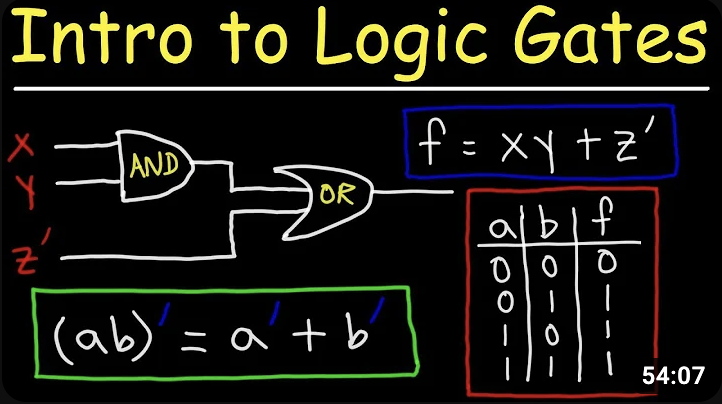 Intro to Logic Gates
f = xy + z'
X
AND
Y
OR
z'
(ab)' = a' + b'
a b f
0 0 0
0 1 1
1 0 1
1 1 1
54:07